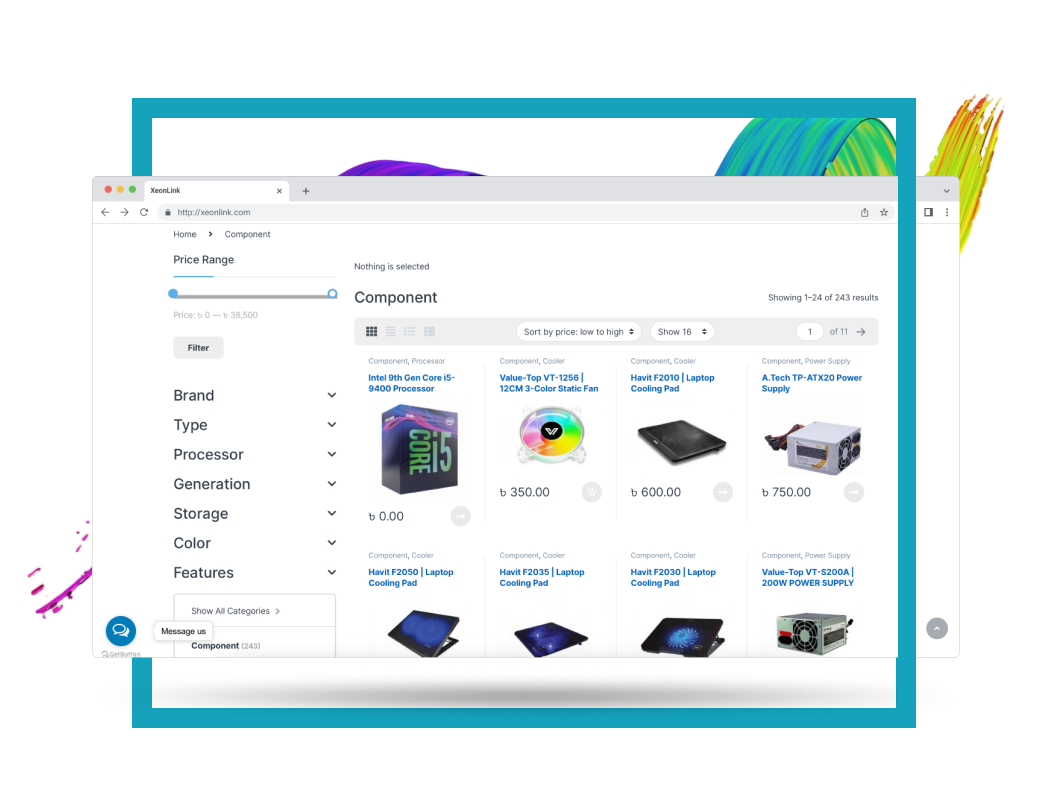 XeonLink
http://xeonlink.com
Home > Component
Price Range
Price: ৳ 0 — ৳ 38,500
Filter
Brand
Type
Processor
Generation
Storage
Color
Features
Show All Categories >
Component (243)
Message us
GetButton
Nothing is selected
Component
Showing 1–24 of 243 results
Sort by price: low to high
Show 16
1 of 11
Component, Processor
Intel 9th Gen Core i5-
9400 Processor
CORE i5
৳ 0.00
Component, Cooler
Value-Top VT-1256 |
12CM 3-Color Static Fan
৳ 350.00
Component, Cooler
Havit F2010 | Laptop
Cooling Pad
৳ 600.00
Component, Power Supply
A.Tech TP-ATX20 Power
Supply
৳ 750.00
Component, Cooler
Havit F2050 | Laptop
Cooling Pad
Component, Cooler
Havit F2035 | Laptop
Cooling Pad
Component, Cooler
Havit F2030 | Laptop
Cooling Pad
Component, Power Supply
Value-Top VT-S200A |
200W POWER SUPPLY